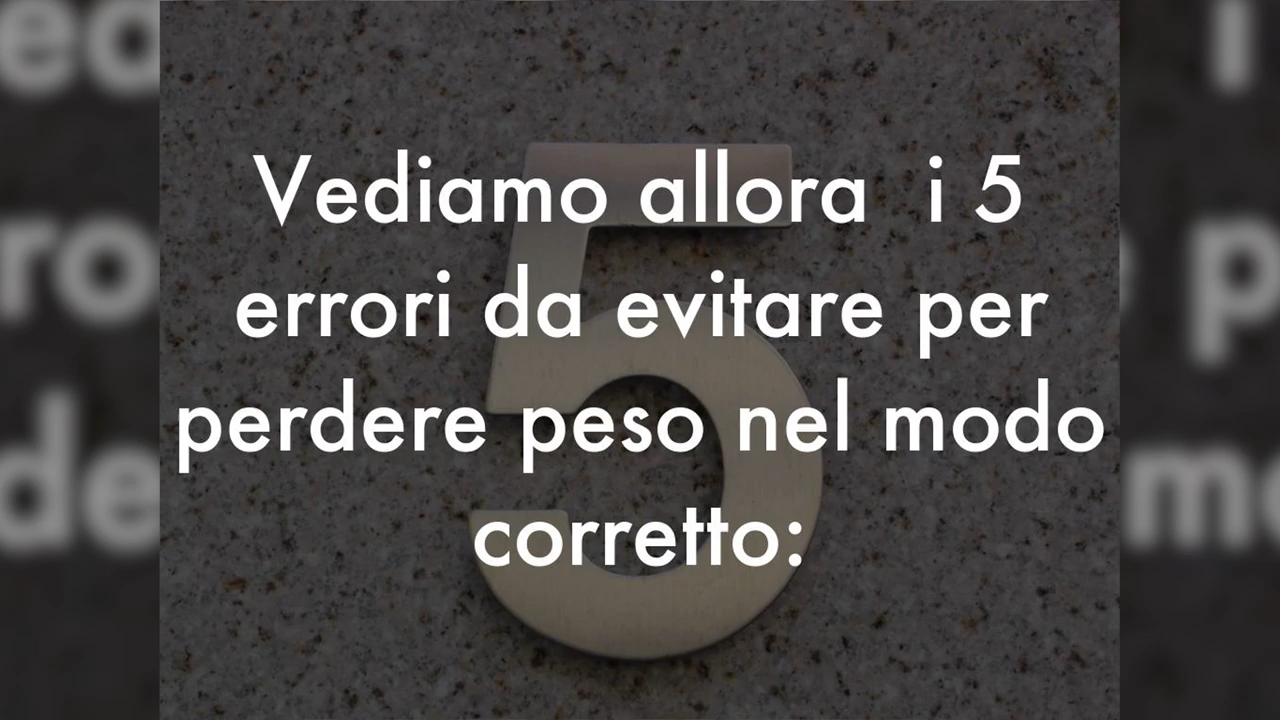 Vediamo allora  i 5
errori da evitare per
perdere peso nel modo
corretto: